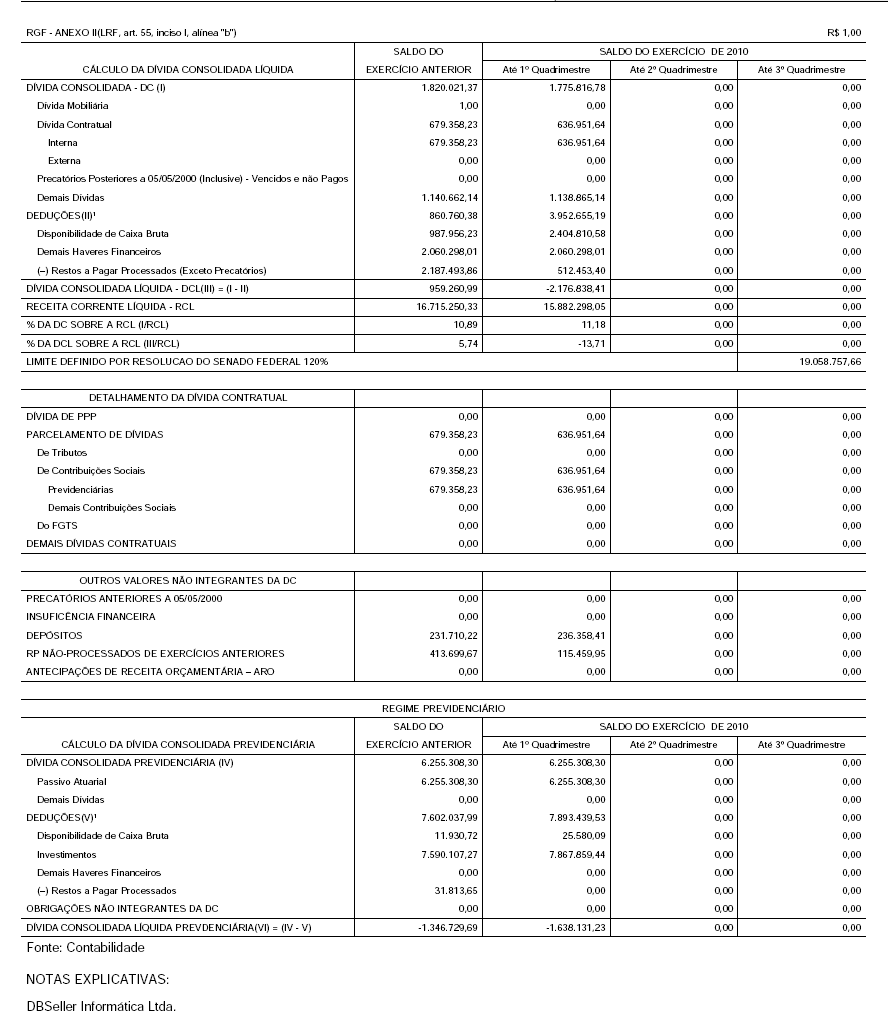 RGF - ANEXO II(LRF, art. 55, inciso I, alínea "b") R$ 1,00
SALDO DO SALDO DO EXERCÍCIO DE 2010
CÁLCULO DA DÍVIDA CONSOLIDADA LÍQUIDA EXERCÍCIO ANTERIOR Até 1º Quadrimestre Até 2º Quadrimestre Até 3º Quadrimestre
DÍVIDA CONSOLIDADA - DC (I) 1.820.021,37 1.775.816,78 0,00 0,00
Dívida Mobiliária 1,00 0,00 0,00 0,00
Dívida Contratual 679.358,23 636.951,64 0,00 0,00
Interna 679.358,23 636.951,64 0,00 0,00
Externa 0,00 0,00 0,00 0,00
Precatórios Posteriores a 05/05/2000 (Inclusive) - Vencidos e não Pagos 0,00 0,00 0,00 0,00
Demais Dívidas 1.140.662,14 1.138.865,14 0,00 0,00
DEDUÇÕES(II)¹ 860.760,38 3.952.655,19 0,00 0,00
Disponibilidade de Caixa Bruta 987.956,23 2.404.810,58 0,00 0,00
Demais Haveres Financeiros 2.060.298,01 2.060.298,01 0,00 0,00
(–) Restos a Pagar Processados (Exceto Precatórios) 2.187.493,86 512.453,40 0,00 0,00
DÍVIDA CONSOLIDADA LÍQUIDA - DCL(III) = (I - II) 959.260,99 -2.176.838,41 0,00 0,00
RECEITA CORRENTE LÍQUIDA - RCL 16.715.250,33 15.882.298,05 0,00 0,00
% DA DC SOBRE A RCL (I/RCL) 10,89 11,18 0,00 0,00
% DA DCL SOBRE A RCL (III/RCL) 5,74 -13,71 0,00 0,00
LIMITE DEFINIDO POR RESOLUCAO DO SENADO FEDERAL 120% 19.058.757,66
DETALHAMENTO DA DÍVIDA CONTRATUAL
DÍVIDA DE PPP 0,00 0,00 0,00 0,00
PARCELAMENTO DE DÍVIDAS 679.358,23 636.951,64 0,00 0,00
De Tributos 0,00 0,00 0,00 0,00
De Contribuições Sociais 679.358,23 636.951,64 0,00 0,00
Previdenciárias 679.358,23 636.951,64 0,00 0,00
Demais Contribuições Sociais 0,00 0,00 0,00 0,00
Do FGTS 0,00 0,00 0,00 0,00
DEMAIS DÍVIDAS CONTRATUAIS 0,00 0,00 0,00 0,00
OUTROS VALORES NÃO INTEGRANTES DA DC
PRECATÓRIOS ANTERIORES A 05/05/2000 0,00 0,00 0,00 0,00
INSUFICÊNCIA FINANCEIRA 0,00 0,00 0,00 0,00
DEPÓSITOS 231.710,22 236.358,41 0,00 0,00
RP NÃO-PROCESSADOS DE EXERCÍCIOS ANTERIORES 413.699,67 115.459,95 0,00 0,00
ANTECIPAÇÕES DE RECEITA ORÇAMENTÁRIA – ARO 0,00 0,00 0,00 0,00
REGIME PREVIDENCIÁRIO
SALDO DO SALDO DO EXERCÍCIO DE 2010
CÁLCULO DA DÍVIDA CONSOLIDADA PREVIDENCIÁRIA EXERCÍCIO ANTERIOR Até 1º Quadrimestre Até 2º Quadrimestre Até 3º Quadrimestre
DÍVIDA CONSOLIDADA PREVIDENCIÁRIA (IV) 6.255.308,30 6.255.308,30 0,00 0,00
Passivo Atuarial 6.255.308,30 6.255.308,30 0,00 0,00
Demais Dívidas 0,00 0,00 0,00 0,00
DEDUÇÕES(V)¹ 7.602.037,99 7.893.439,53 0,00 0,00
Disponibilidade de Caixa Bruta 11.930,72 25.580,09 0,00 0,00
Investimentos 7.590.107,27 7.867.859,44 0,00 0,00
Demais Haveres Financeiros 0,00 0,00 0,00 0,00
(–) Restos a Pagar Processados 31.813,65 0,00 0,00 0,00
OBRIGAÇÕES NÃO INTEGRANTES DA DC 0,00 0,00 0,00 0,00
DÍVIDA CONSOLIDADA LÍQUIDA PREVDENCIÁRIA(VI) = (IV - V) -1.346.729,69 -1.638.131,23 0,00 0,00
Fonte: Contabilidade
NOTAS EXPLICATIVAS:
DBSeller Informática Ltda.